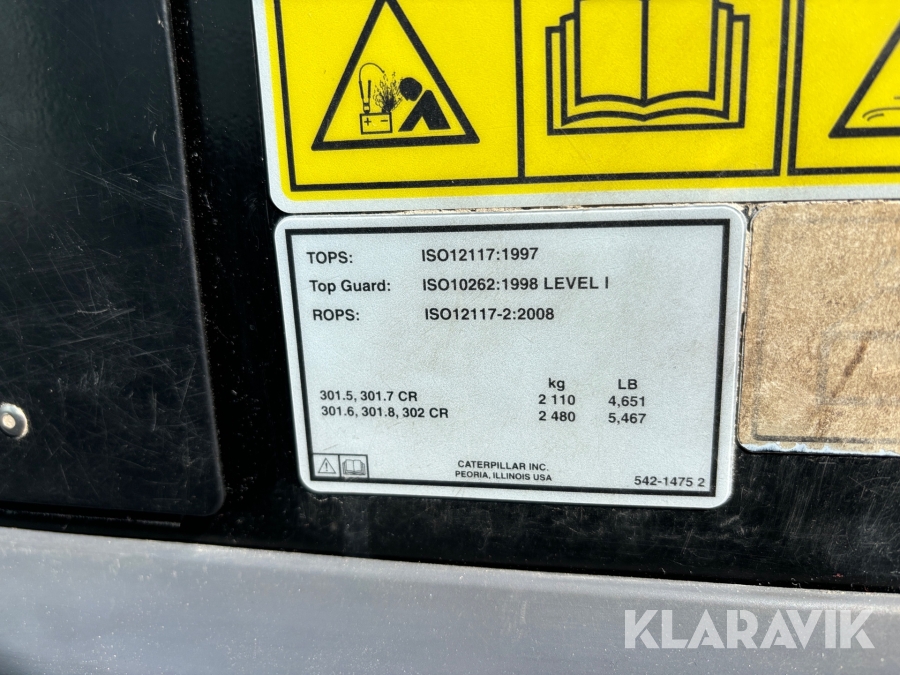 TOPS: ISO12117:1997
Top Guard: ISO10262:1998 LEVEL I
ROPS: ISO12117-2:2008
kg LB
301.5, 301.7 CR 2 110 4,651
301.6, 301.8, 302 CR 2 480 5,467
CATERPILLAR INC.
PEORIA, ILLINOIS USA
542-1475 2
KLARAVIK